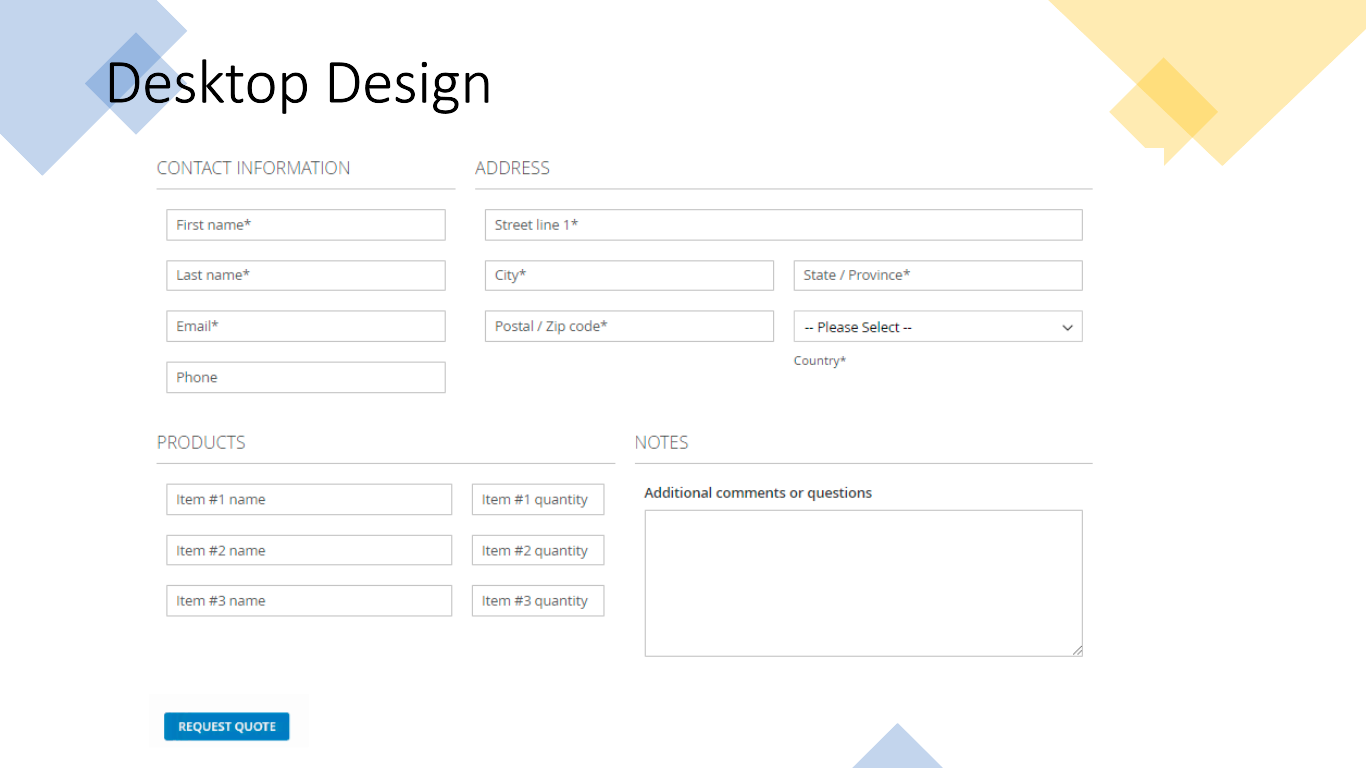 Desktop Design
CONTACT INFORMATION
First name*
Last name*
Email*
Phone
ADDRESS
Street line 1*
City*
State / Province*
Postal / Zip code*
-- Please Select --
Country*
PRODUCTS
Item #1 name
Item #1 quantity
Item #2 name
Item #2 quantity
Item #3 name
Item #3 quantity
NOTES
Additional comments or questions
REQUEST QUOTE